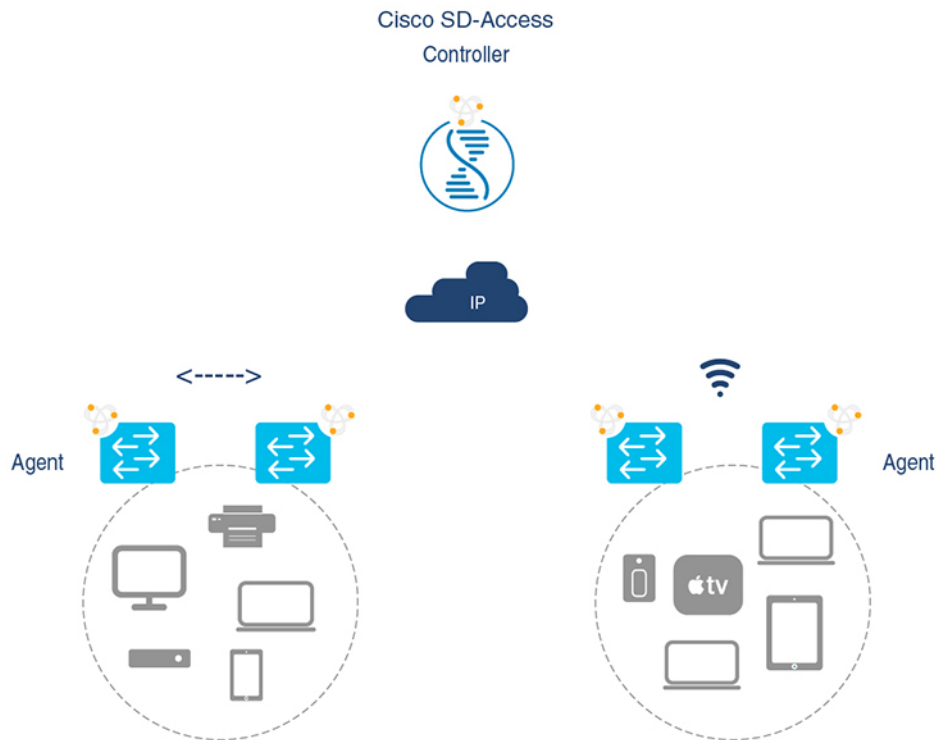 Cisco SD-Access
Controller
IP
<----->
Agent
Agent
tv